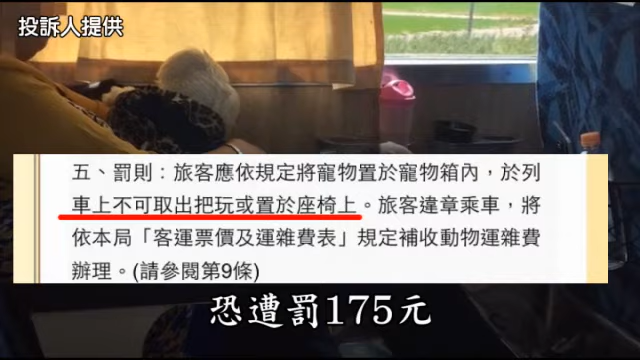 投訴人提供
五、罰則：旅客應依規定將寵物置於寵物箱內，於列
車上不可取出把玩或置於座椅上。旅客違章乘車，將
依本局「客運票價及運雜費表」規定補收動物運雜費
辦理。(請參閱第9條)
恐遭罰175元